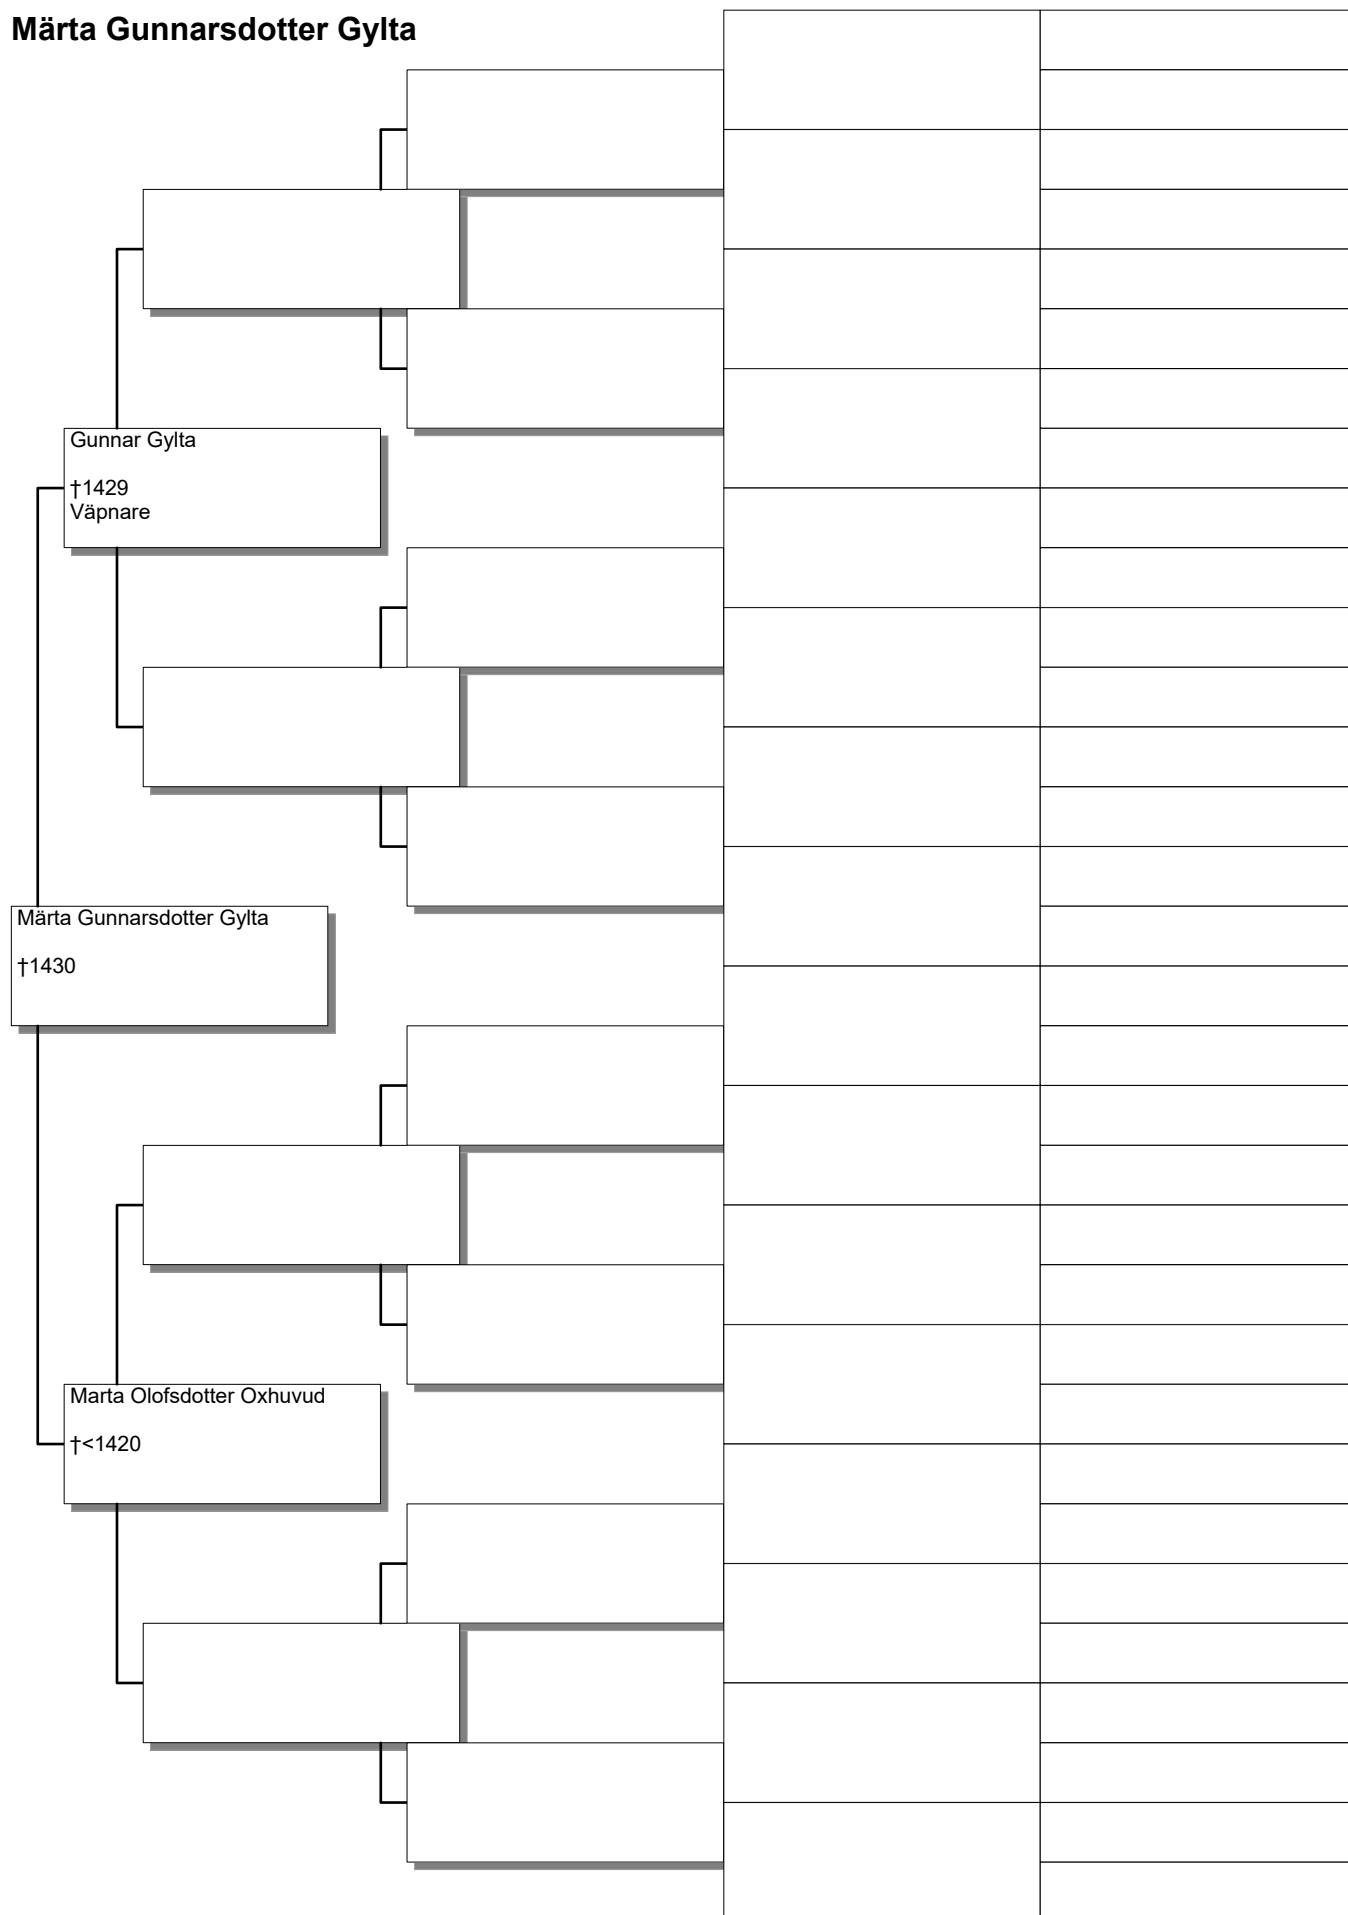 Märta Gunnarsdotter Gylta
Gunnar Gylta
†1429
Väpnare
Märta Gunnarsdotter Gylta
†1430
Marta Olofsdotter Oxhuvud
†<1420